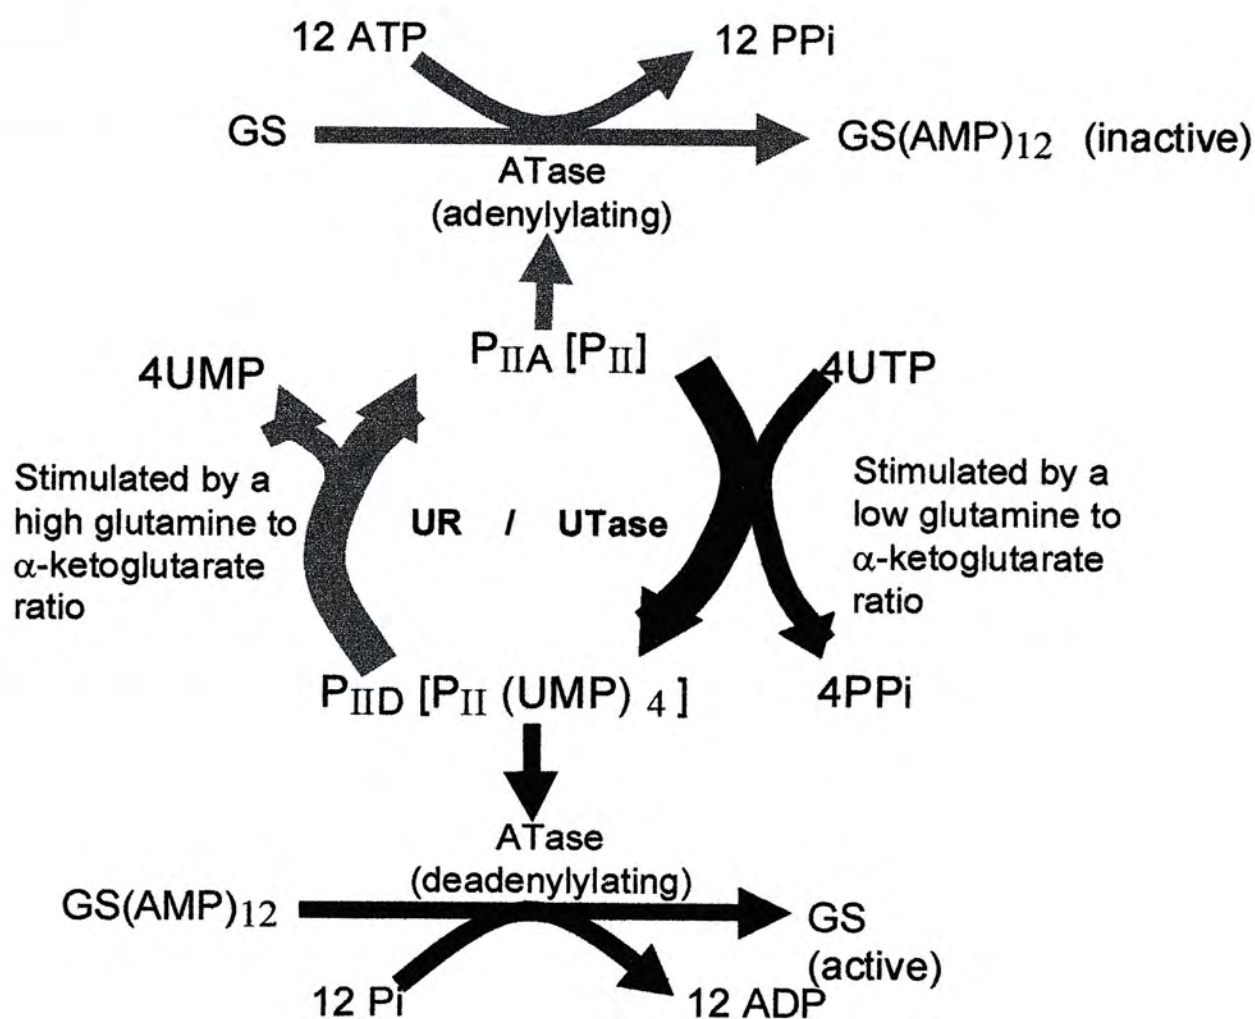 12 ATP
12 PPi
GS
GS(AMP)12 (inactive)
ATase
(adenylylating)
PIIA [PII]
4UMP
4UTP
Stimulated by a
high glutamine to
α-ketoglutarate
ratio
UR / UTase
Stimulated by a
low glutamine to
α-ketoglutarate
ratio
PIID [PII (UMP) 4 ]
4PPi
ATase
(deadenylylating)
GS(AMP)12
GS
(active)
12 Pi
12 ADP